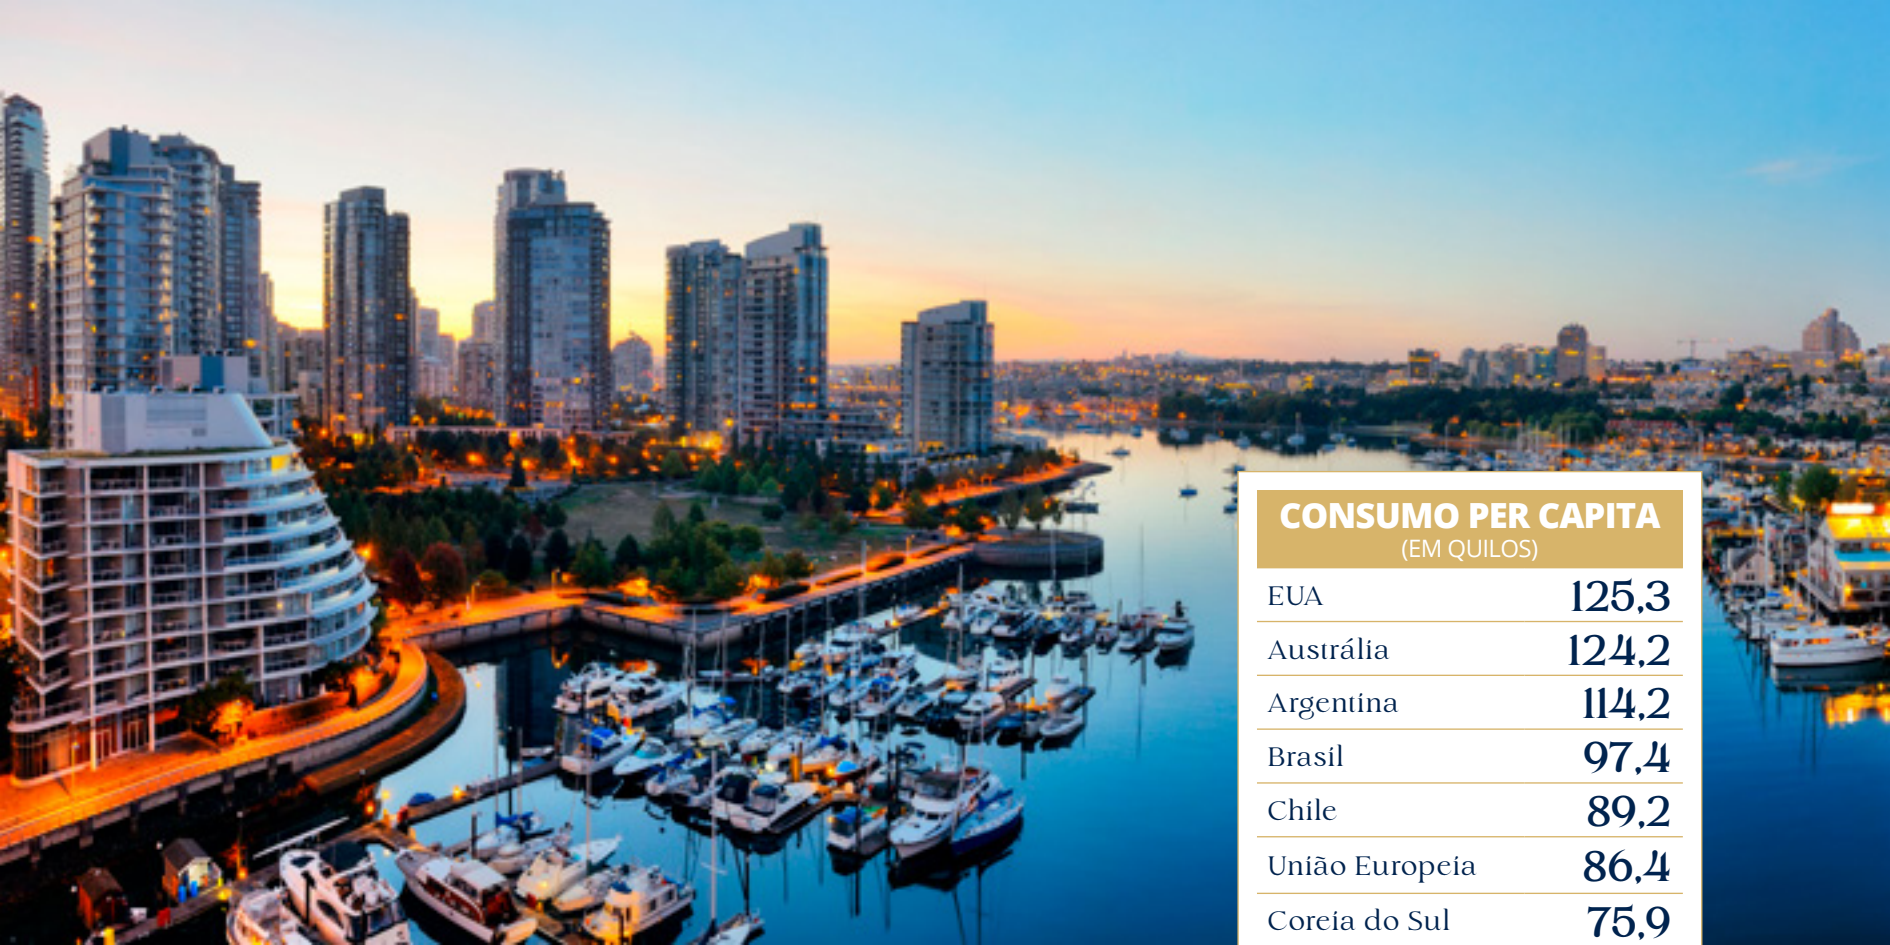 CONSUMO PER CAPITA
(EM QUILOS)
EUA 125,3
Austrália 124,2
Argentina 114,2
Brasil 97,4
Chile 89,2
União Europeia 86,4
Coreia do Sul 75,9